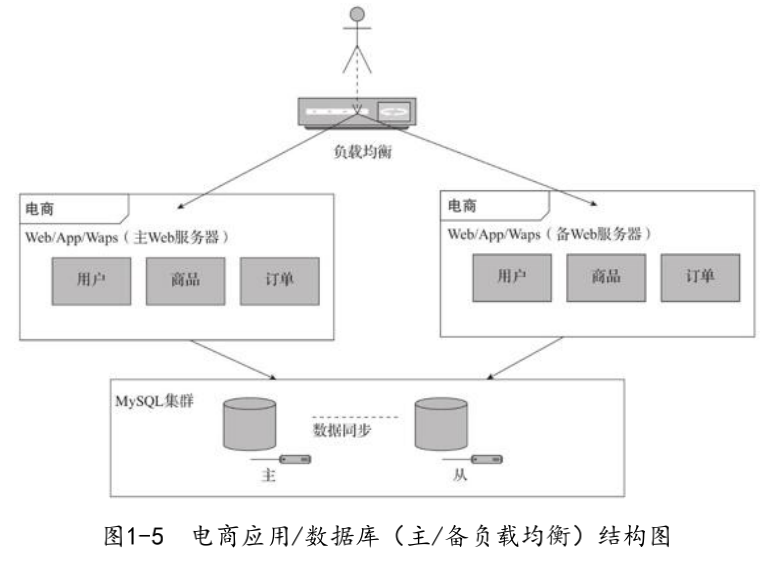 负载均衡
电商
Web/App/Waps（主Web服务器）
用户
商品
订单
电商
Web/App/Waps（备Web服务器）
用户
商品
订单
MySQL集群
数据同步
主
从
图1-5 电商应用/数据库（主/备负载均衡）结构图